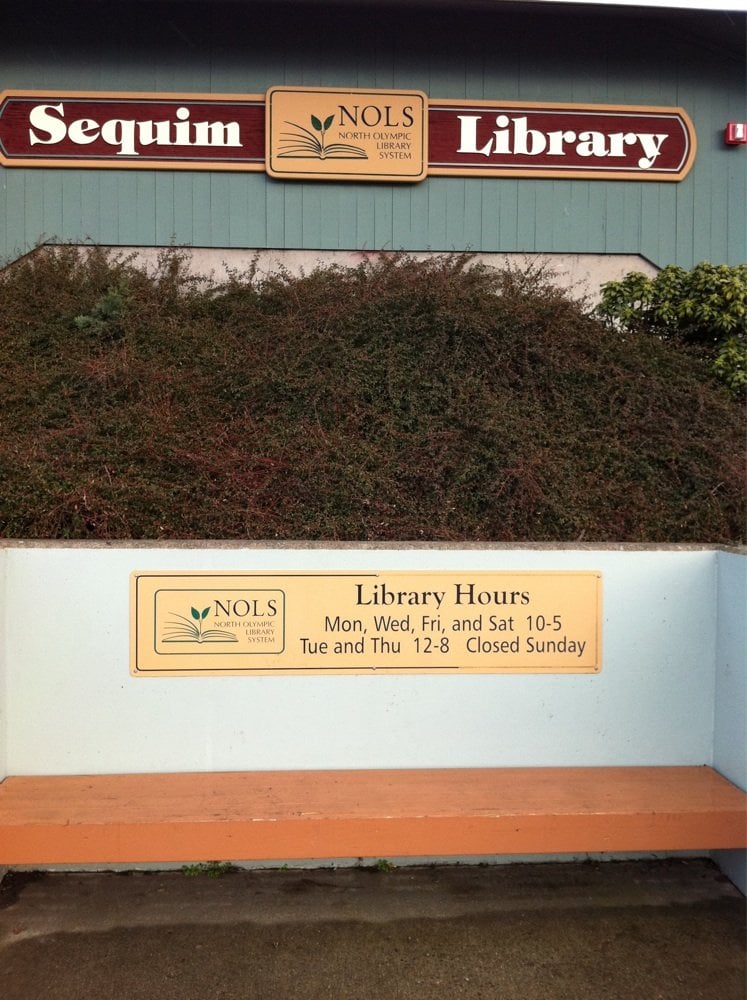 Sequim
NOLS
NORTH OLYMPIC
LIBRARY
SYSTEM
Library
NOLS
NORTH OLYMPIC
LIBRARY
SYSTEM
Library Hours
Mon, Wed, Fri, and Sat 10-5
Tue and Thu 12-8 Closed Sunday